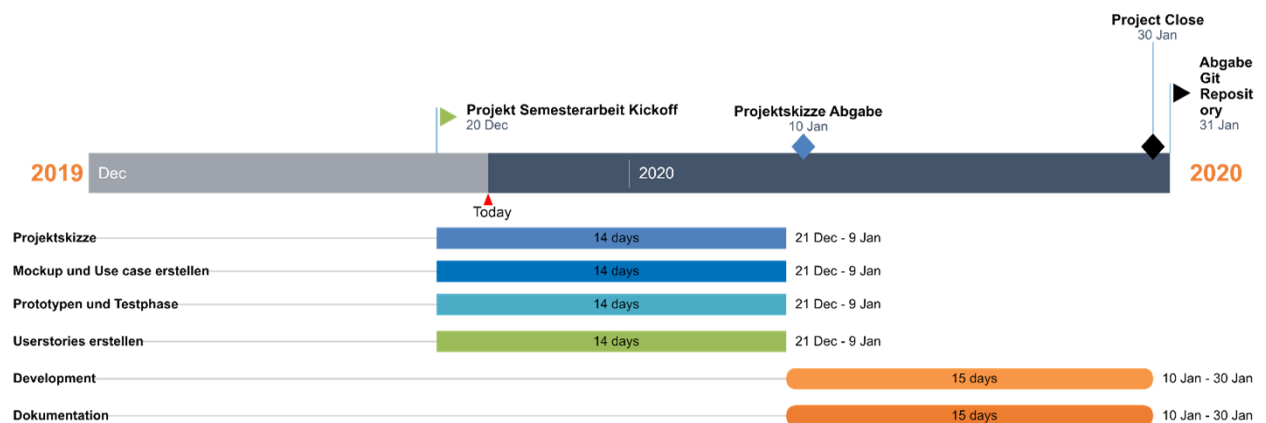 Project Close
30 Jan
Abgabe
Git
Reposit
ory
31 Jan
Projekt Semesterarbeit Kickoff
20 Dec
Projektskizze Abgabe
10 Jan
2019
Dec
2020
2020
Today
Projektskizze
14 days
21 Dec - 9 Jan
Mockup und Use case erstellen
14 days
21 Dec - 9 Jan
Prototypen und Testphase
14 days
21 Dec - 9 Jan
Userstories erstellen
14 days
21 Dec - 9 Jan
Development
15 days
10 Jan - 30 Jan
Dokumentation
15 days
10 Jan - 30 Jan